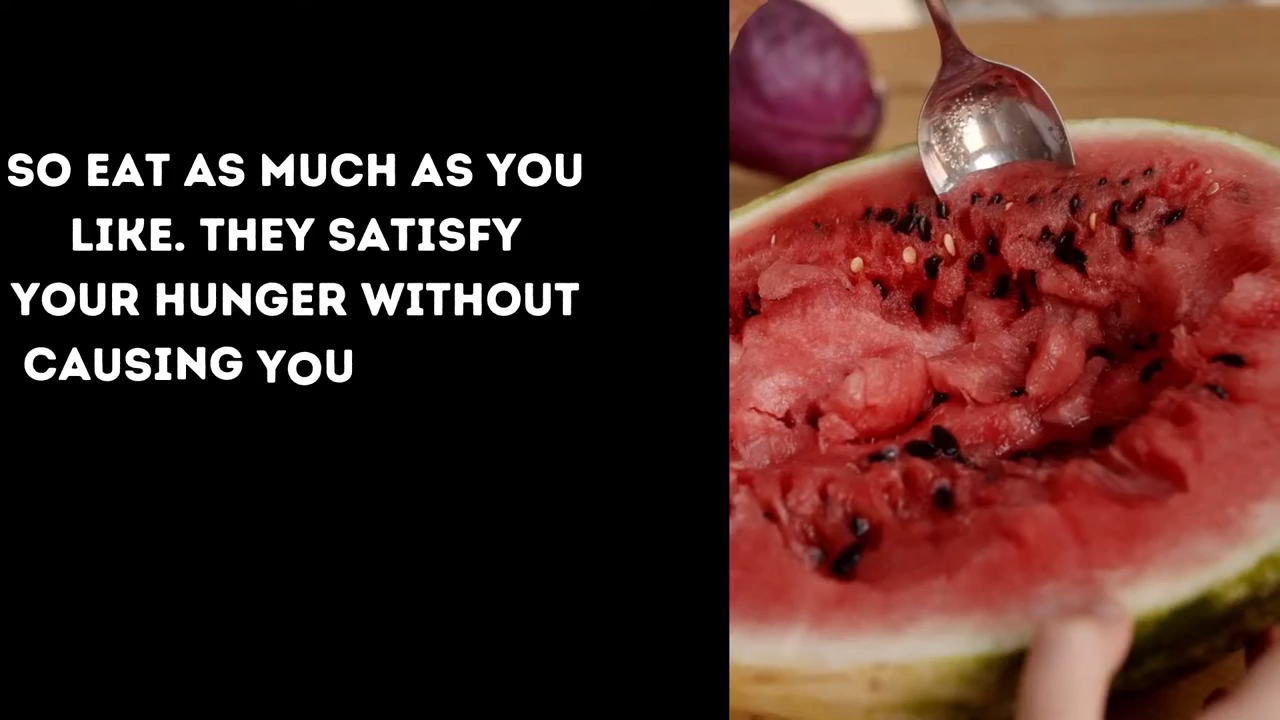 SO EAT AS MUCH AS YOU
LIKE. THEY SATISFY
YOUR HUNGER WITHOUT
CAUSING YOU